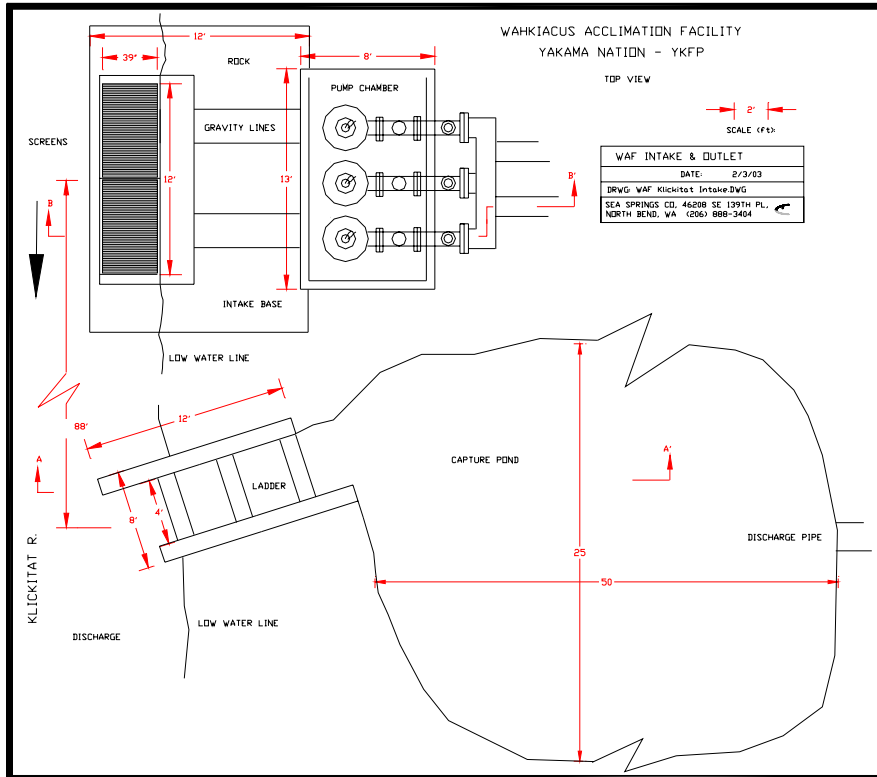 WAHKIACUS ACCLIMATION FACILITY
YAKAMA NATION - YKFP
TOP VIEW
2'
SCALE (Ft):
WAF INTAKE & OUTLET
DATE: 2/3/03
DRWG: WAF Klickitat Intake.DWG
SEA SPRINGS CO, 46208 SE 139TH PL,
NORTH BEND, WA (206) 888-3404
12'
39'
ROCK
8'
PUMP CHAMBER
SCREENS
GRAVITY LINES
12'
13'
B
B'
INTAKE BASE
LOW WATER LINE
88'
12'
A
LADDER
8'
4'
CAPTURE POND
A'
25
50
DISCHARGE PIPE
KLICKITAT R.
DISCHARGE
LOW WATER LINE